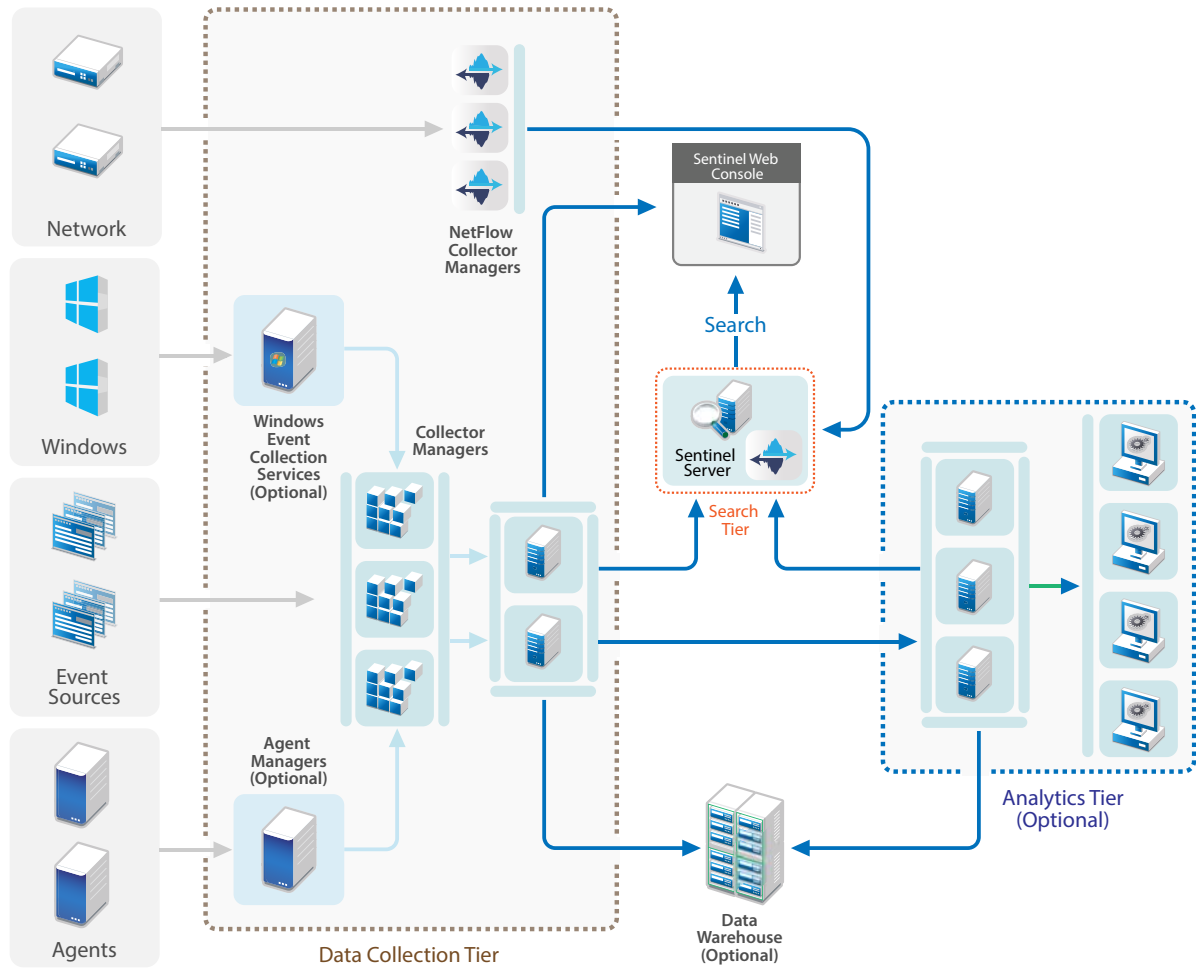 Network
Windows
Event
Sources
Agents
NetFlow
Collector
Managers
Windows
Event
Collection
Services
(Optional)
Collector
Managers
Agent
Managers
(Optional)
Data Collection Tier
Sentinel Web
Console
Search
Sentinel
Server
Search
Tier
Data
Warehouse
(Optional)
Analytics Tier
(Optional)